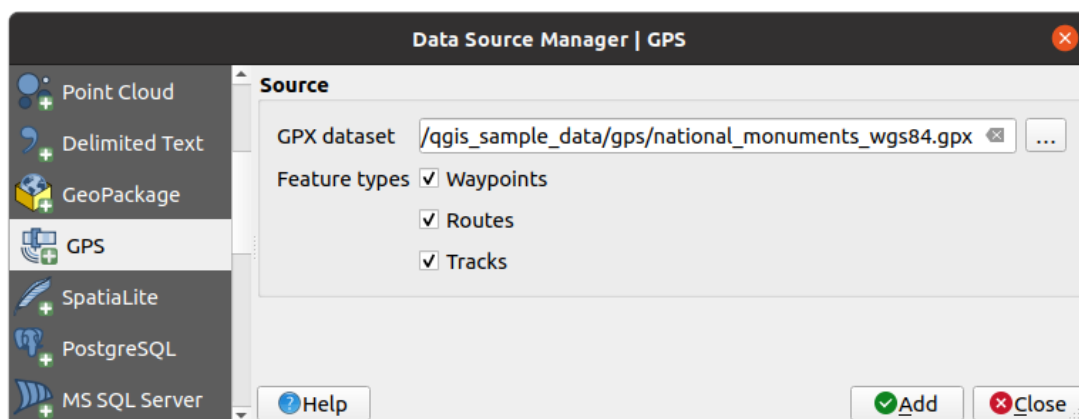 Data Source Manager | GPS
Point Cloud
Delimited Text
GeoPackage
GPS
SpatiaLite
PostgreSQL
MS SQL Server
Source
GPX dataset /qgis_sample_data/gps/national_monuments_wgs84.gpx ...
Feature types Waypoints
Routes
Tracks
Help Add Close